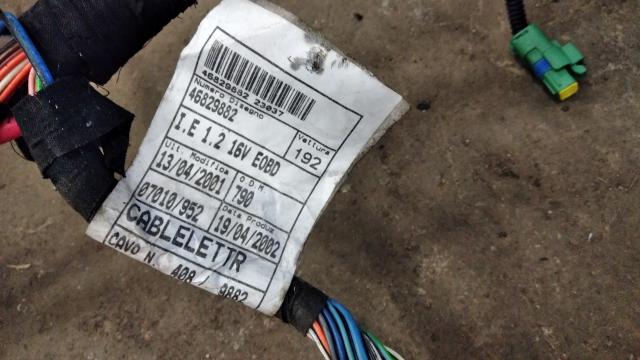 46829882 23037
Numero Disegno
46829882
Vettura
192
I.E 1.2 16V EOBD
Ult. Modifica
13/04/2001
O.D.M.
790
07010/952
Data Produz.
19/04/2002
CABLELETTR
CAVO N. 408/ 9882